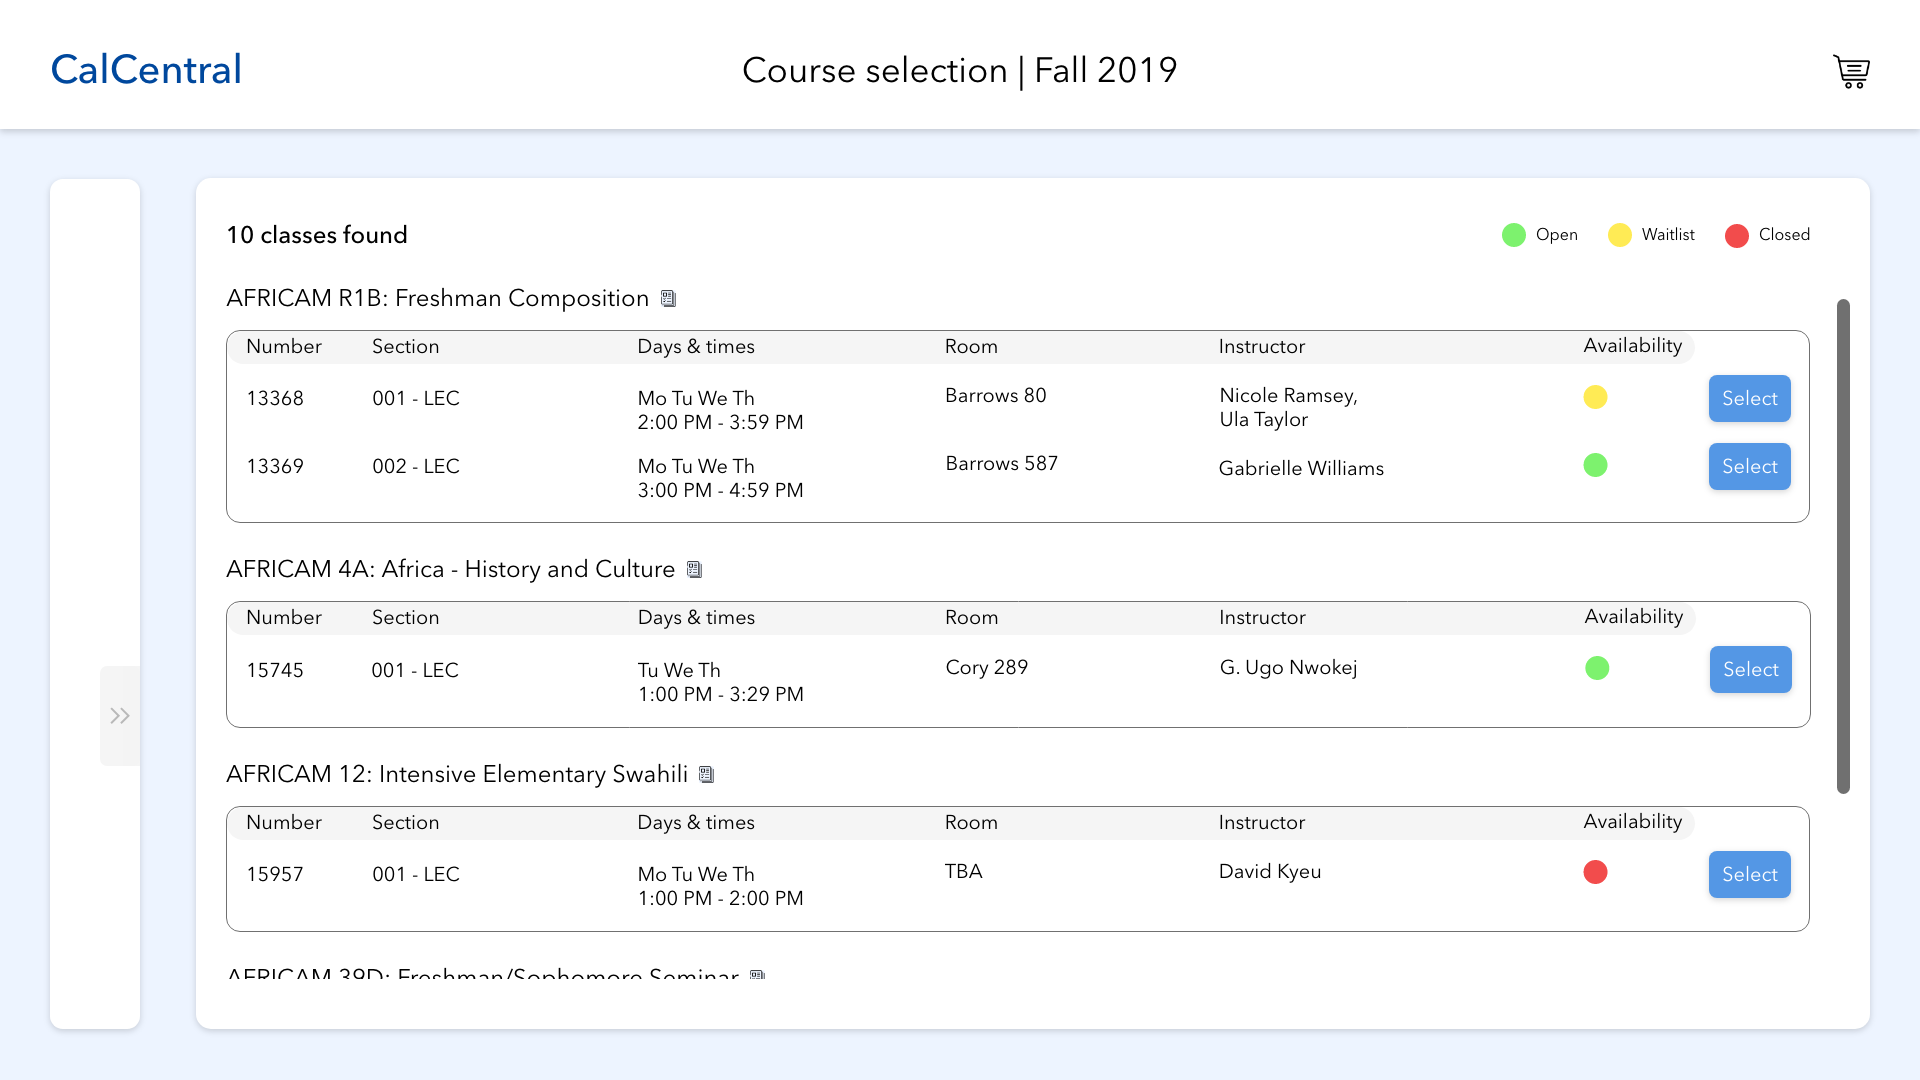 CalCentral
Course selection | Fall 2019
10 classes found
Open
Waitlist
Closed
AFRICAM R1B: Freshman Composition
Number Section Days & times Room Instructor Availability
13368 001 - LEC Mo Tu We Th Barrows 80 Nicole Ramsey, Select
2:00 PM - 3:59 PM Ula Taylor
13369 002 - LEC Mo Tu We Th Barrows 587 Gabrielle Williams Select
3:00 PM - 4:59 PM
AFRICAM 4A: Africa - History and Culture
Number Section Days & times Room Instructor Availability
15745 001 - LEC Tu We Th Cory 289 G. Ugo Nwokej Select
1:00 PM - 3:29 PM
AFRICAM 12: Intensive Elementary Swahili
Number Section Days & times Room Instructor Availability
15957 001 - LEC Mo Tu We Th TBA David Kyeu Select
1:00 PM - 2:00 PM
AFRICAM 39D: Freshman/Sophomore Seminar